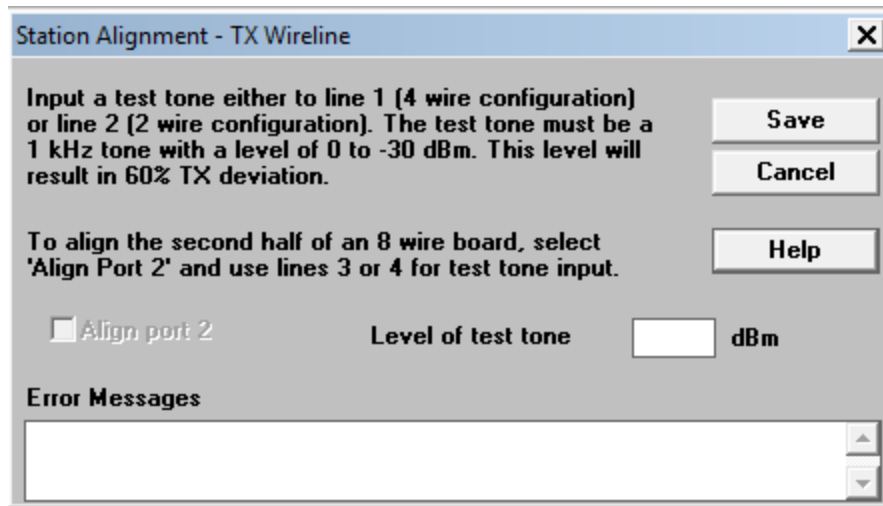 Station Alignment - TX Wireline
Input a test tone either to line 1 (4 wire configuration)
or line 2 (2 wire configuration). The test tone must be a
1 kHz tone with a level of 0 to -30 dBm. This level will
result in 60% TX deviation.
Save
Cancel
To align the second half of an 8 wire board, select
'Align Port 2' and use lines 3 or 4 for test tone input.
Help
Align port 2
Level of test tone
dBm
Error Messages